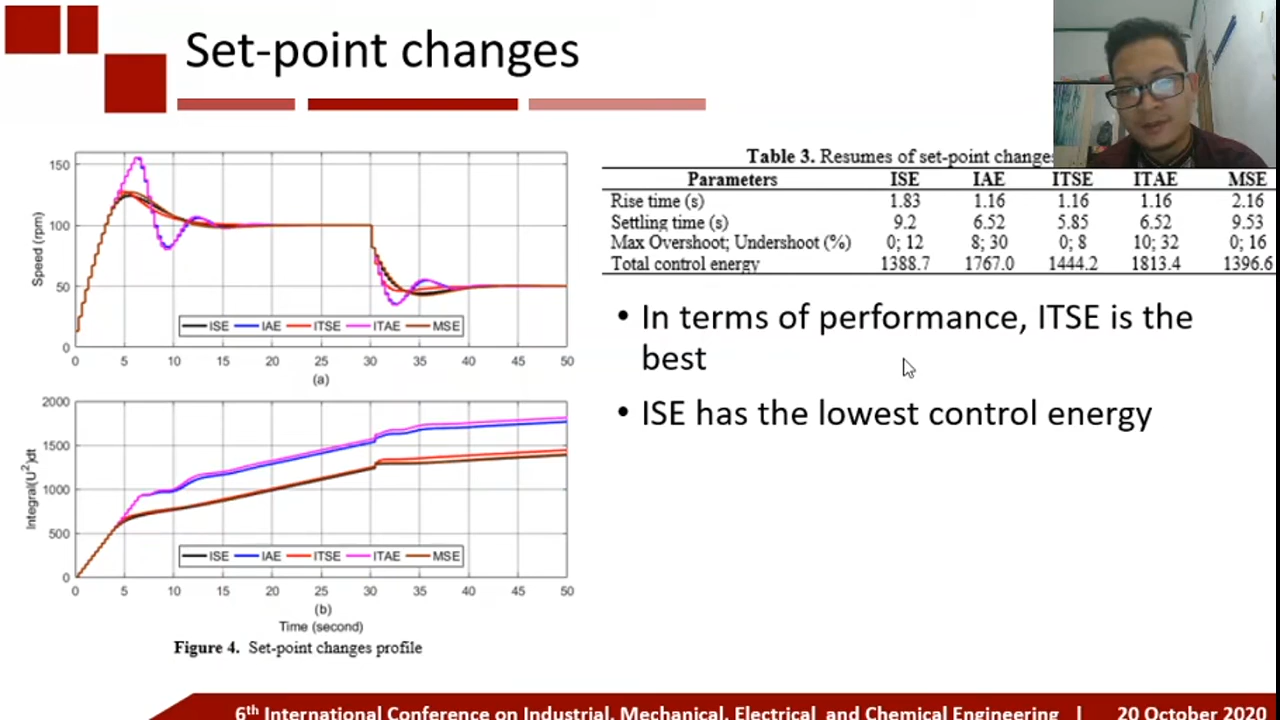 Set-point changes
150
100
50
0
Speed (rpm)
ISE IAE ITSE ITAE MSE
0 5 10 15 20 25 30 35 40 45 50
(a)
2000
1500
1000
500
0
Integral(U²)dt
ISE IAE ITSE ITAE MSE
0 5 10 15 20 25 30 35 40 45 50
(b)
Time (second)
Figure 4. Set-point changes profile
Table 3. Resumes of set-point change
Parameters ISE IAE ITSE ITAE MSE
Rise time (s) 1.83 1.16 1.16 1.16 2.16
Settling time (s) 9.2 6.52 5.85 6.52 9.53
Max Overshoot; Undershoot (%) 0; 12 8; 30 0; 8 10; 32 0; 16
Total control energy 1388.7 1767.0 1444.2 1813.4 1396.6
• In terms of performance, ITSE is the
best
• ISE has the lowest control energy
6th International Conference on Industrial, Mechanical, Electrical and Chemical Engineering | 20 October 2020